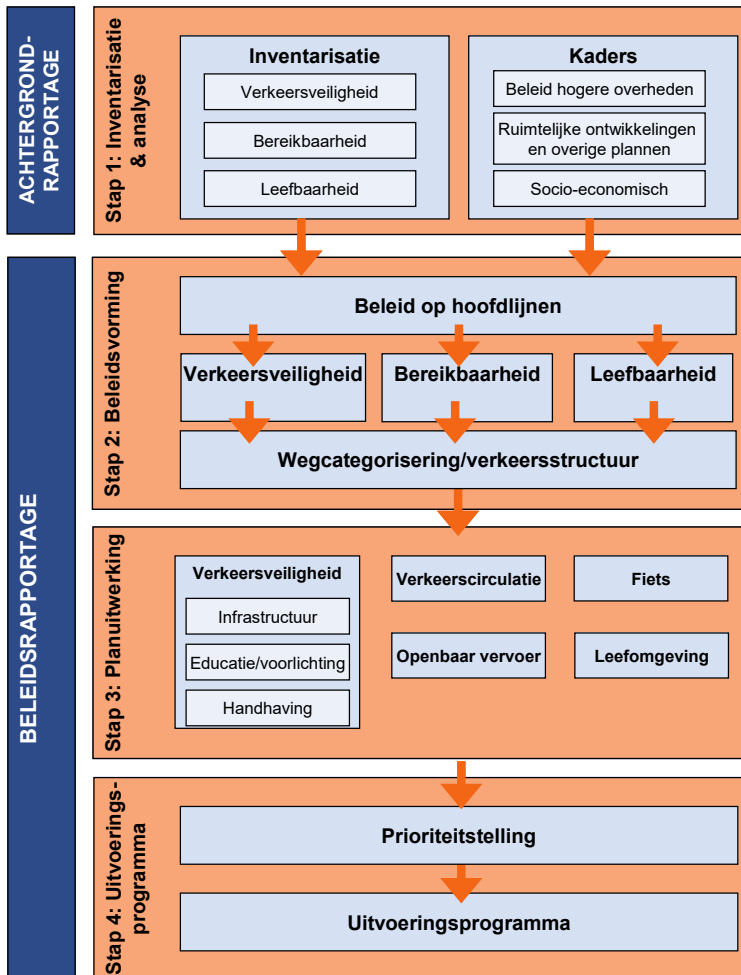 ACHTERGROND-
RAPPORTAGE
Stap 1: Inventarisatie
& analyse
Inventarisatie
Verkeersveiligheid
Bereikbaarheid
Leefbaarheid
Kaders
Beleid hogere overheden
Ruimtelijke ontwikkelingen
en overige plannen
Socio-economisch
BELEIDSRAPPORTAGE
Stap 2: Beleidsvorming
Beleid op hoofdlijnen
Verkeersveiligheid
Bereikbaarheid
Leefbaarheid
Wegcategorisering/verkeersstructuur
Stap 3: Planuitwerking
Verkeersveiligheid
Infrastructuur
Educatie/voorlichting
Handhaving
Verkeerscirculatie
Fiets
Openbaar vervoer
Leefomgeving
Stap 4: Uitvoerings-
programma
Prioriteitstelling
Uitvoeringsprogramma